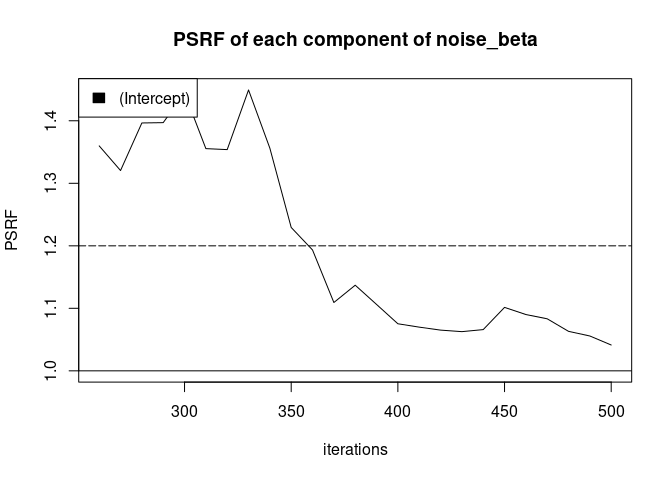 PSRF of each component of noise_beta
(Intercept)
PSRF
1.4
1.3
1.2
1.1
1.0
300 350 400 450 500
iterations